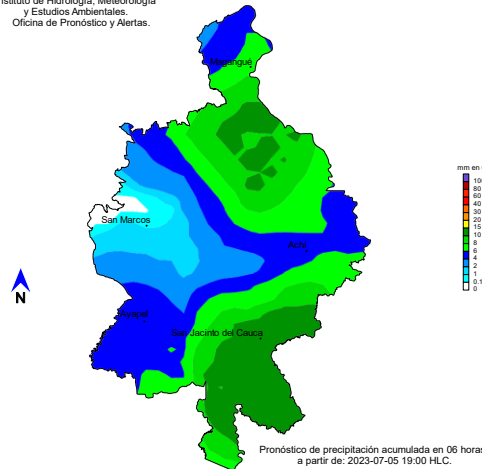 nstituto de Hidrología, Meteorología
y Estudios Ambientales.
Oficina de Pronóstico y Alertas.
Magangué
mm en
100
80
60
40
30
20
15
10
8
6
4
2
1
0.1
0
San Marcos
Achí
N
Ayapel
San Jacinto del Cauca
Pronóstico de precipitación acumulada en 06 horas
a partir de: 2023-07-05 19:00 HLC.